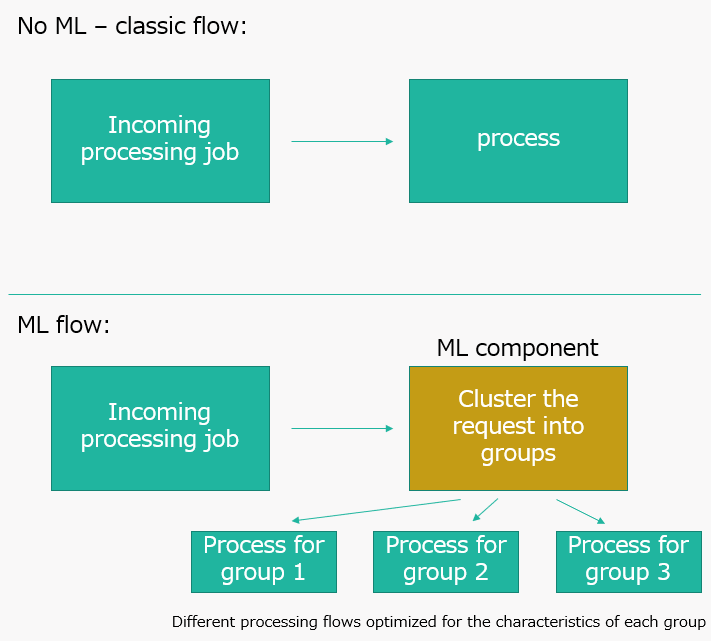 No ML – classic flow:
Incoming
processing job
process
ML flow:
ML component
Incoming
processing job
Cluster the
request into
groups
Process for
group 1
Process for
group 2
Process for
group 3
Different processing flows optimized for the characteristics of each group